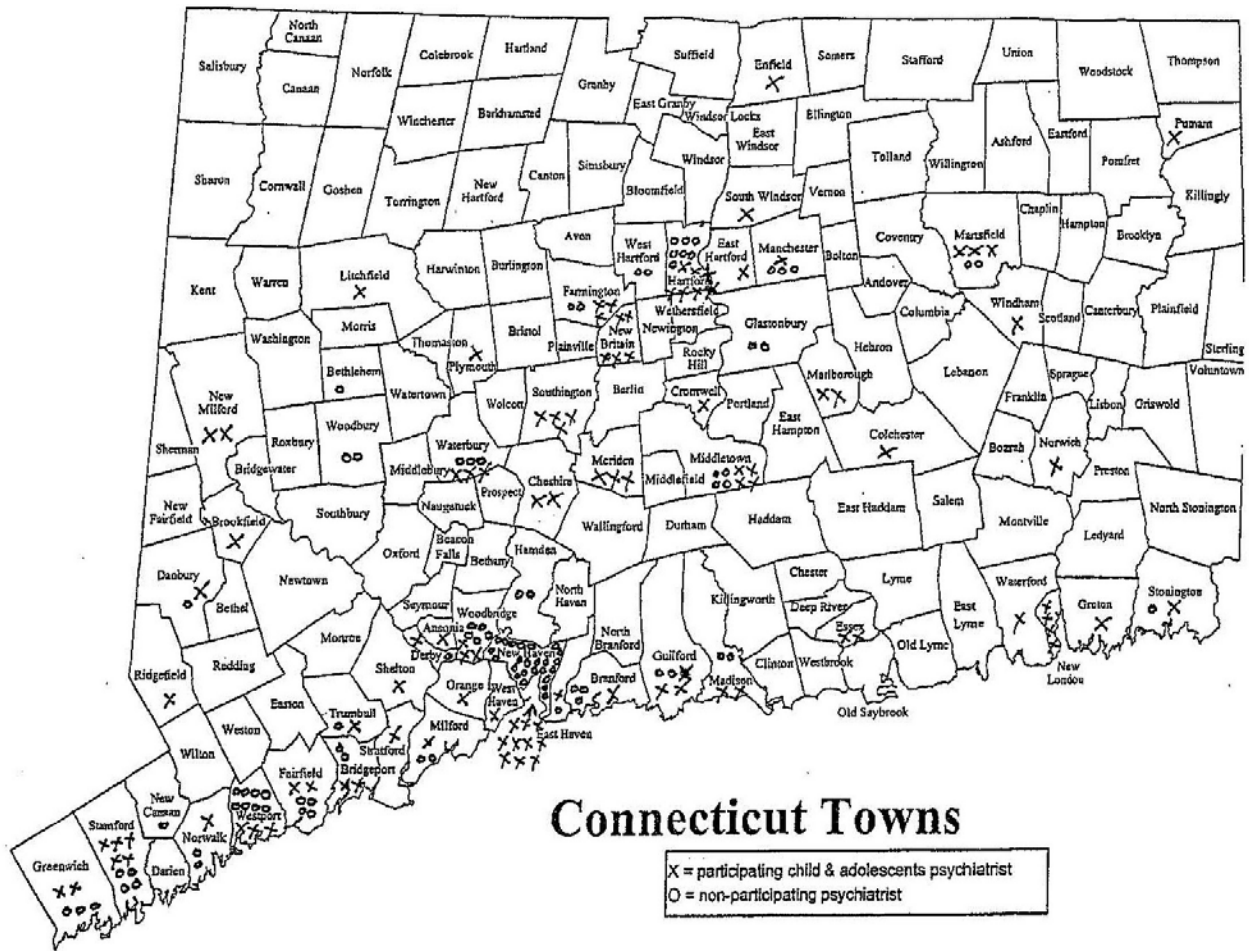 North
Canaan
Colebrook
Hartland
Suffield
Enfield
Somers
Stafford
Union
Woodstock
Thompson
Salisbury
Canaan
Norfolk
Granby
East Granby
Windsor Locks
Winchester
Barkhamsted
East
Windsor
Ellington
Putnam
Ashford
Eastford
Pomfret
Sharon
Cornwall
Goshen
Torrington
New
Hartford
Canton
Simsbury
Bloomfield
Windsor
South Windsor
Vernon
Tolland
Willington
Chaplin
Hampton
Brooklyn
Killingly
Kent
Warren
Litchfield
Harwinton
Burlington
Avon
West
Hartford
Hartford
East
Hartford
Manchester
Bolton
Coventry
Andover
Mansfield
Windham
Scotland
Canterbury
Plainfield
Sterling
Voluntown
Washington
Morris
Bethlehem
Thomaston
Plymouth
Bristol
Farmington
Plainville
New
Britain
Newington
Wethersfield
Rocky
Hill
Glastonbury
Hebron
Columbia
Lebanon
Franklin
Sprague
Lisbon
Griswold
New
Milford
Sherman
Roxbury
Woodbury
Watertown
Wolcott
Southington
Berlin
Cromwell
Portland
East
Hampton
Marlborough
Colchester
Bozrah
Norwich
Preston
Bridgewater
Middlebury
Waterbury
Naugatuck
Prospect
Cheshire
Meriden
Middlefield
Middletown
New
Fairfield
Brookfield
Southbury
Oxford
Beacon
Falls
Bethany
Hamden
Wallingford
Durham
Haddam
East Haddam
Salem
Montville
Ledyard
North Stonington
Danbury
Bethel
Newtown
Seymour
Ansonia
Woodbridge
North
Haven
North
Branford
Killingworth
Chester
Deep River
Essex
Lyme
Old Lyme
East
Lyme
Waterford
Groton
Stonington
New
London
Ridgefield
Redding
Monroe
Shelton
Derby
New Haven
Orange
West
Haven
East Haven
Branford
Guilford
Madison
Clinton
Westbrook
Old Saybrook
Wilton
Weston
Easton
Trumbull
Stratford
Milford
Bridgeport
Fairfield
Westport
New
Canaan
Norwalk
Stamford
Darien
Greenwich
Connecticut Towns
X = participating child & adolescents psychiatrist
O = non-participating psychiatrist